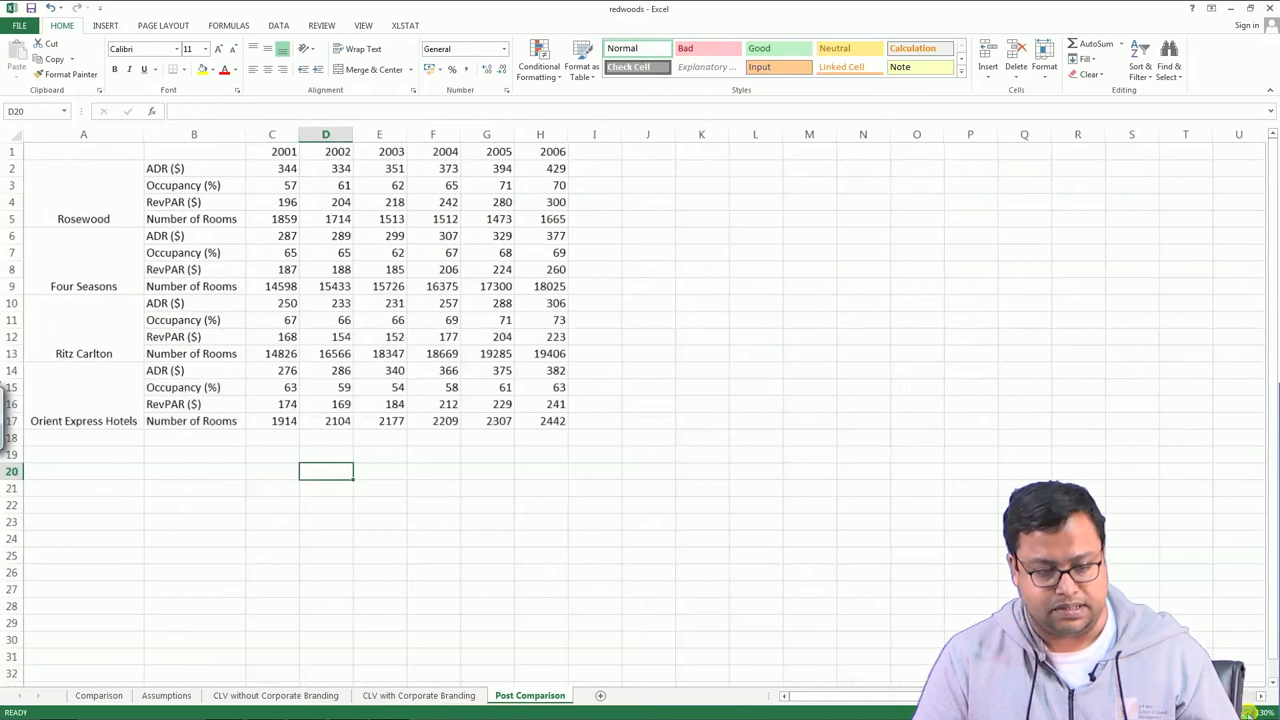 redwoods - Excel
Sign in
FILE HOME INSERT PAGE LAYOUT FORMULAS DATA REVIEW VIEW XLSTAT
Paste
Cut
Copy
Format Painter
Clipboard
Calibri 11
B U A
Font
Wrap Text
Merge & Center
Alignment
General
% ,
Number
Conditional Formatting
Format as Table
Normal Bad Good Neutral Calculation
Check Cell Explanatory ... Input Linked Cell Note
Styles
Insert Delete Format
Cells
AutoSum
Fill
Clear
Sort & Filter
Find & Select
Editing
D20 fx
A B C D E F G H I J K L M N O P Q R S T U
1 2001 2002 2003 2004 2005 2006
2 ADR ($) 344 334 351 373 394 429
3 Occupancy (%) 57 61 62 65 71 70
4 RevPAR ($) 196 204 218 242 280 300
5 Rosewood Number of Rooms 1859 1714 1513 1512 1473 1665
6 ADR ($) 287 289 299 307 329 377
7 Occupancy (%) 65 65 62 67 68 69
8 RevPAR ($) 187 188 185 206 224 260
9 Four Seasons Number of Rooms 14598 15433 15726 16375 17300 18025
10 ADR ($) 250 233 231 257 288 306
11 Occupancy (%) 67 66 66 69 71 73
12 RevPAR ($) 168 154 152 177 204 223
13 Ritz Carlton Number of Rooms 14826 16566 18347 18669 19285 19406
14 ADR ($) 276 286 340 366 375 382
15 Occupancy (%) 63 59 54 58 61 63
16 RevPAR ($) 174 169 184 212 229 241
17 Orient Express Hotels Number of Rooms 1914 2104 2177 2209 2307 2442
18
19
20
21
22
23
24
25
26
27
28
29
30
31
32
Comparison Assumptions CLV without Corporate Branding CLV with Corporate Branding Post Comparison
READY
130%